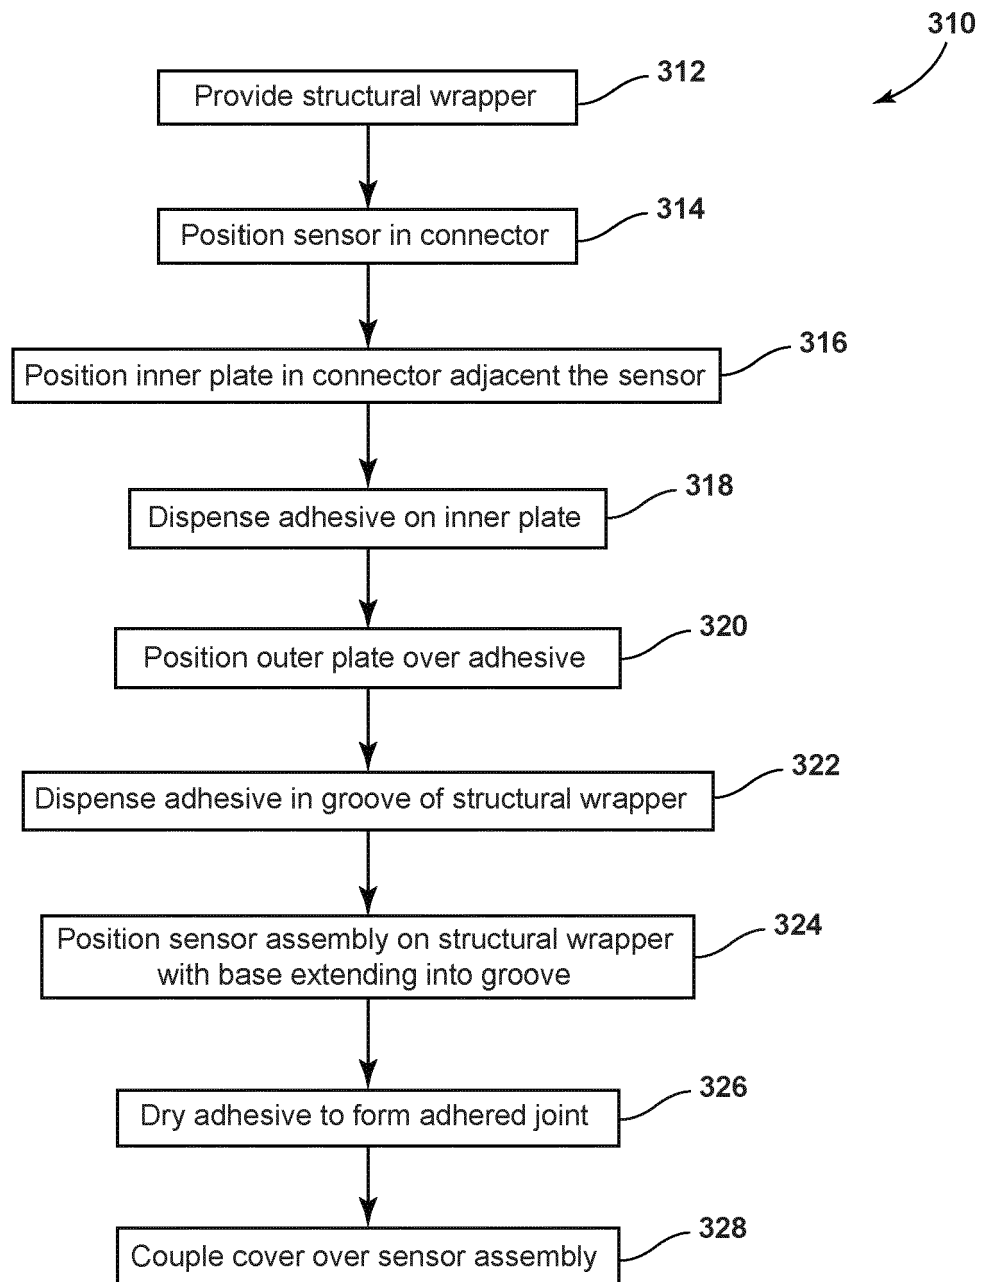 310
312
Provide structural wrapper
314
Position sensor in connector
316
Position inner plate in connector adjacent the sensor
318
Dispense adhesive on inner plate
320
Position outer plate over adhesive
322
Dispense adhesive in groove of structural wrapper
324
Position sensor assembly on structural wrapper
with base extending into groove
326
Dry adhesive to form adhered joint
328
Couple cover over sensor assembly